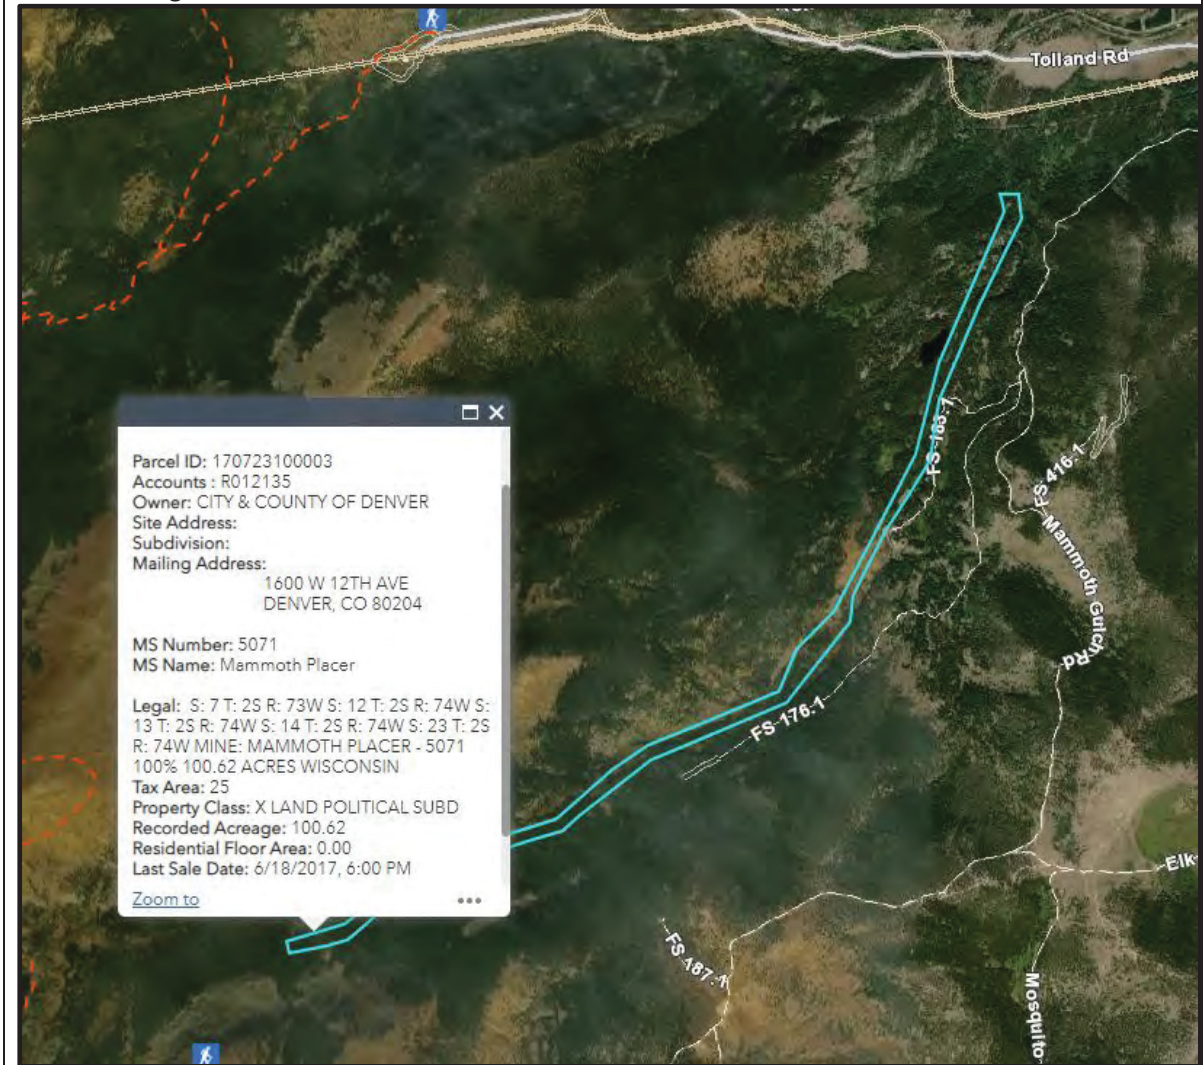 Tolland Rd
Parcel ID: 170723100003
Accounts : R012135
Owner: CITY & COUNTY OF DENVER
Site Address:
Subdivision:
Mailing Address:
1600 W 12TH AVE
DENVER, CO 80204
MS Number: 5071
MS Name: Mammoth Placer
Legal: S: 7 T: 2S R: 73W S: 12 T: 2S R: 74W S:
13 T: 2S R: 74W S: 14 T: 2S R: 74W S: 23 T: 2S
R: 74W MINE: MAMMOTH PLACER - 5071
100% 100.62 ACRES WISCONSIN
Tax Area: 25
Property Class: X LAND POLITICAL SUBD
Recorded Acreage: 100.62
Residential Floor Area: 0.00
Last Sale Date: 6/18/2017, 6:00 PM
Zoom to
FS 183.1
FS 416.1
Mammoth Gulch Rd
FS 176.1
Elk
FS 187.1
Mosquito